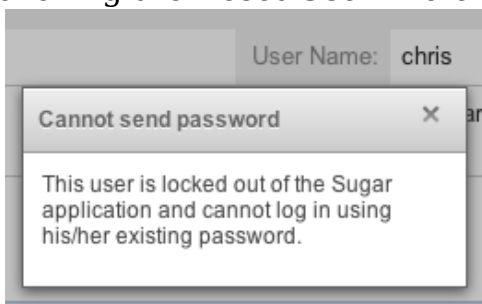 User Name: chris
Cannot send password
This user is locked out of the Sugar
application and cannot log in using
his/her existing password.